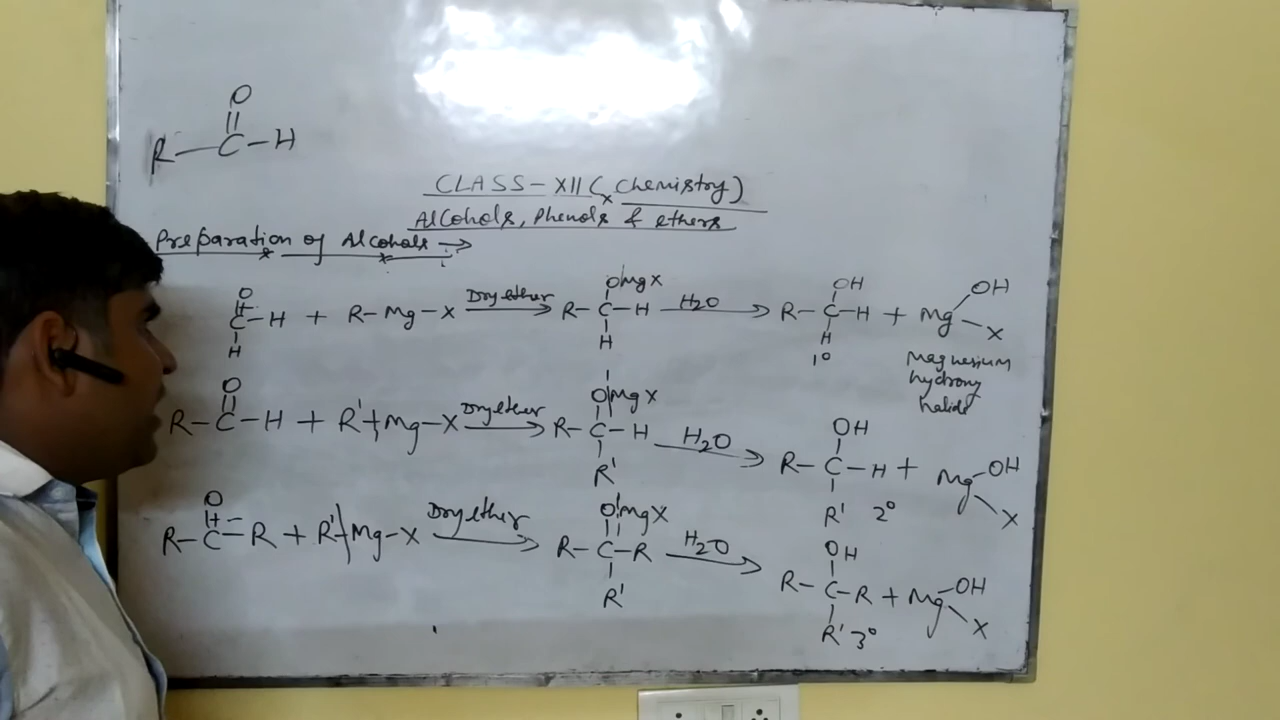 O
||
R—C—H
CLASS-XII (Chemistry)
Alcohols, Phenols & ethers
Preparation of Alcohols →
O OMgX OH OH
C-H + R-Mg-X Dry ether → R-C-H H2O → R-C-H + Mg
H H H X
1° Magnesium
hydroxy
halide
O OMgX
R-C-H + R'-Mg-X Dry ether → R-C-H H2O → OH
R' R-C-H + Mg-OH
R' 2° X
O OMgX
R-C-R + R'-Mg-X Dry ether → R-C-R H2O → OH
R' R-C-R + Mg-OH
R' 3° X